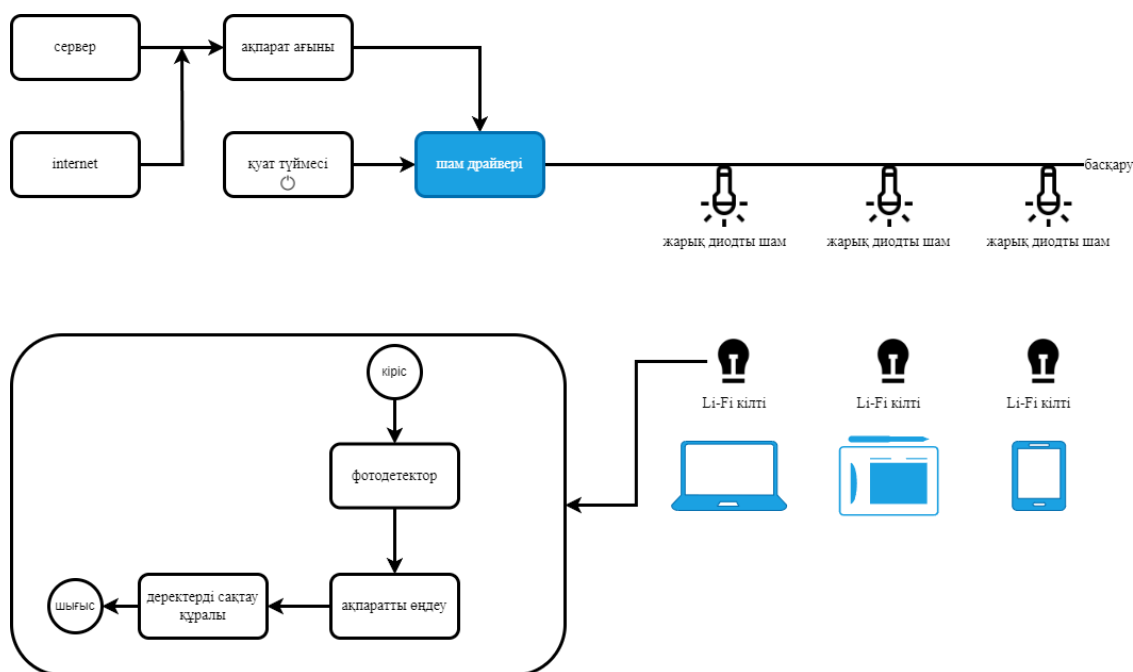 сервер
ақпарат ағыны
internet
қуат түймесі
шам драйвері
басқару
жарық диодты шам
жарық диодты шам
жарық диодты шам
кіріс
Li-Fi кілті
Li-Fi кілті
Li-Fi кілті
фотодетектор
шығыс
деректерді сақтау
құралы
ақпаратты өңдеу